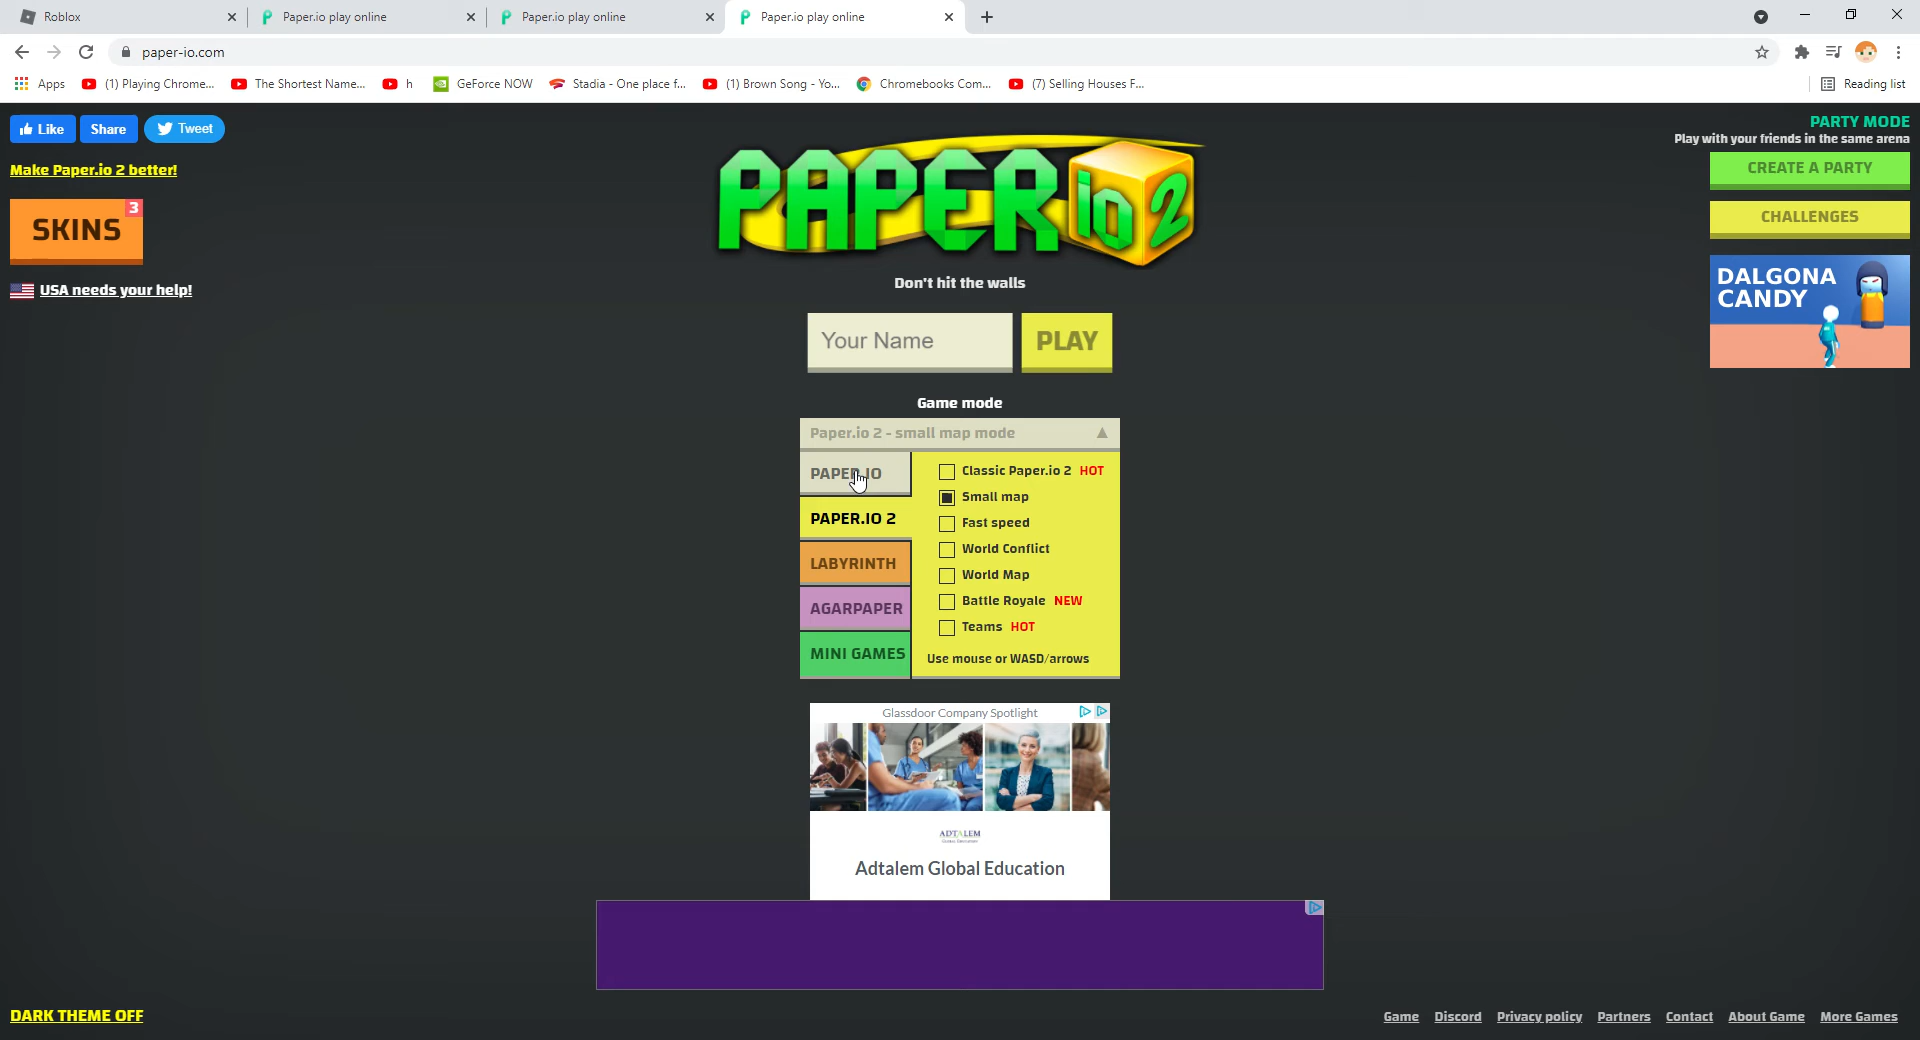 Roblox
Paper.io play online
Paper.io play online
Paper.io play online
paper-io.com
Apps
(1) Playing Chrome...
The Shortest Name...
h
GeForce NOW
Stadia - One place f...
(1) Brown Song - Yo...
Chromebooks Com...
(7) Selling Houses F...
Reading list
Like
Share
Tweet
Make Paper.io 2 better!
SKINS
3
USA needs your help!
PAPER io 2
Don't hit the walls
Your Name
PLAY
Game mode
Paper.io 2 - small map mode
PAPER.IO
PAPER.IO 2
LABYRINTH
AGARPAPER
MINI GAMES
Classic Paper.io 2 HOT
Small map
Fast speed
World Conflict
World Map
Battle Royale NEW
Teams HOT
Use mouse or WASD/arrows
PARTY MODE
Play with your friends in the same arena
CREATE A PARTY
CHALLENGES
DALGONA
CANDY
Glassdoor Company Spotlight
ADTALEM
Global Education
Adtalem Global Education
DARK THEME OFF
Game
Discord
Privacy policy
Partners
Contact
About Game
More Games